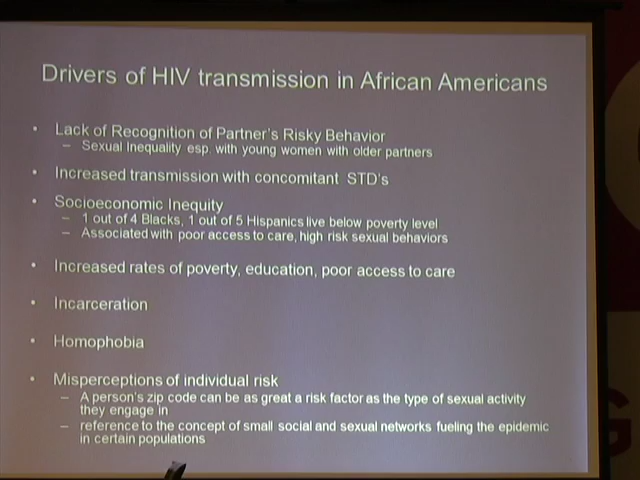 Drivers of HIV transmission in African Americans
• Lack of Recognition of Partner's Risky Behavior
– Sexual Inequality esp. with young women with older partners
• Increased transmission with concomitant STD's
• Socioeconomic Inequity
– 1 out of 4 Blacks, 1 out of 5 Hispanics live below poverty level
– Associated with poor access to care, high risk sexual behaviors
• Increased rates of poverty, education, poor access to care
• Incarceration
• Homophobia
• Misperceptions of individual risk
– A person's zip code can be as great a risk factor as the type of sexual activity
they engage in
– reference to the concept of small social and sexual networks fueling the epidemic
in certain populations
G